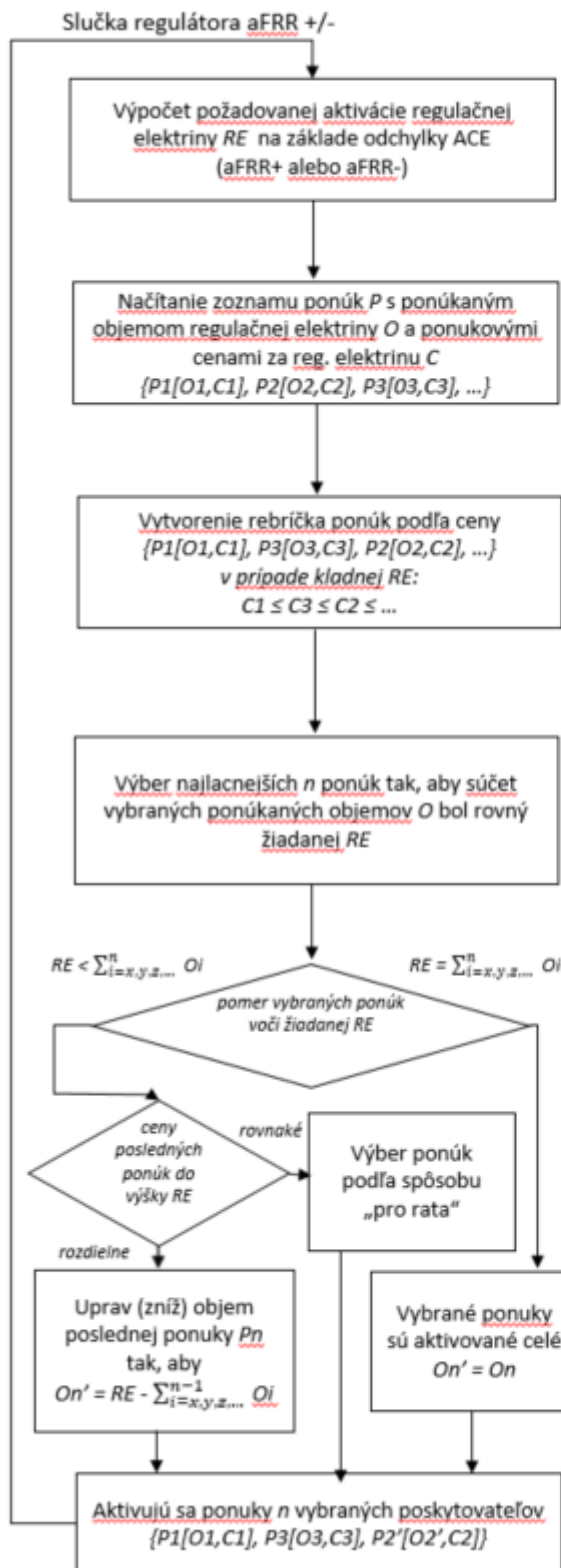 Slučka regulátora aFRR +/-
Výpočet požadovanej aktivácie regulačnej
elektriny RE na základe odchylky ACE
(aFRR+ alebo aFRR-)
Načítanie zoznamu ponúk P s ponúkaným
objemom regulačnej elektriny O a ponukovými
cenami za reg. elektrinu C
{P1[O1,C1], P2[O2,C2], P3[03,C3], …}
Vytvorenie rebríčka ponúk podľa ceny
{P1[O1,C1], P3[O3,C3], P2[O2,C2], …}
v prípade kladnej RE:
C1 ≤ C3 ≤ C2 ≤ …
Výber najlacnejších n ponúk tak, aby súčet
vybraných ponúkaných objemov O bol rovný
žiadanej RE
RE < ∑ⁿᵢ₌ₓ,ᵧ,𝓏,… Oi
RE = ∑ⁿᵢ₌ₓ,ᵧ,𝓏,… Oi
pomer vybraných ponúk
voči žiadanej RE
ceny
posledných
ponúk do
výšky RE
rovnaké
rozdielne
Výber ponúk
podľa spôsobu
„pro rata“
Uprav (zníž) objem
poslednej ponuky Pn
tak, aby
On’ = RE - ∑ⁿ⁻¹ᵢ₌ₓ,ᵧ,𝓏,… Oi
Vybrané ponuky
sú aktivované celé
On’ = On
Aktivujú sa ponuky n vybraných poskytovateľov
{P1[O1,C1], P3[O3,C3], P2’[O2’,C2]}